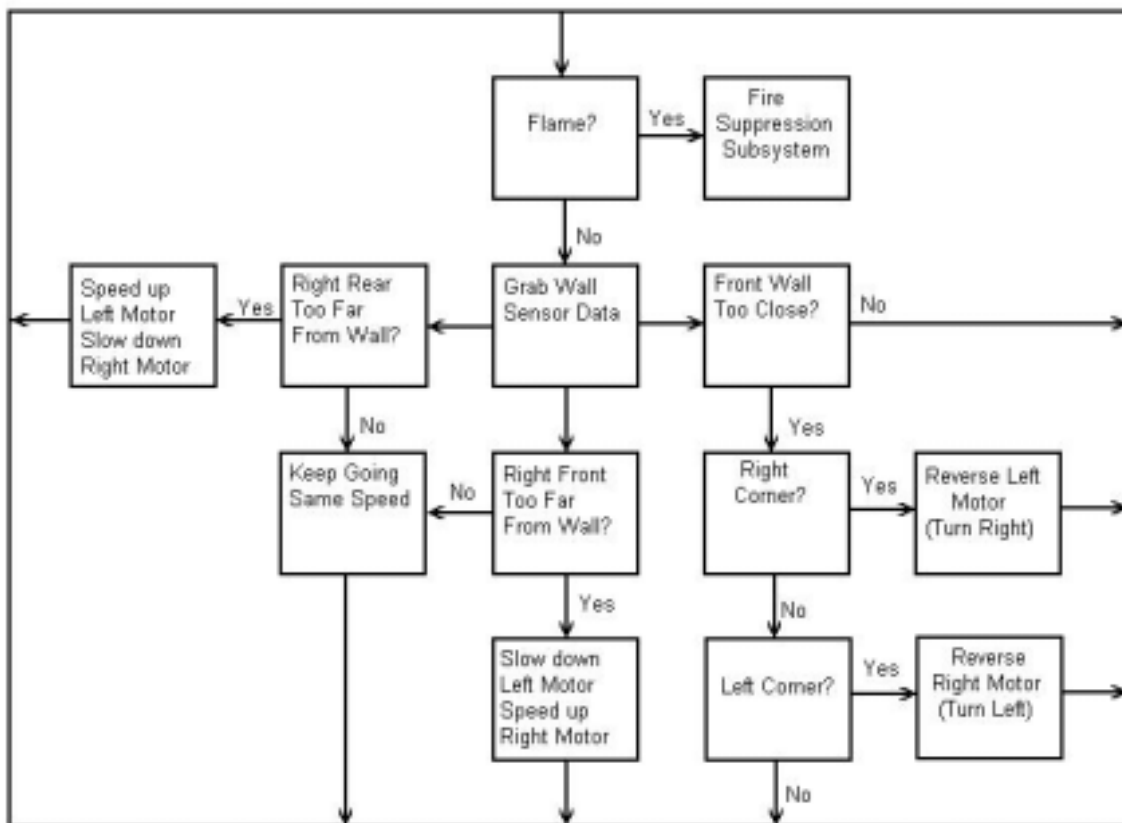 Flame?
Yes
Fire
Suppression
Subsystem
No
Speed up
Left Motor
Slow down
Right Motor
Yes
Right Rear
Too Far
From Wall?
Grab Wall
Sensor Data
Front Wall
Too Close?
No
No
Yes
Keep Going
Same Speed
No
Right Front
Too Far
From Wall?
Right
Corner?
Yes
Reverse Left
Motor
(Turn Right)
Yes
No
Slow down
Left Motor
Speed up
Right Motor
Left Corner?
Yes
Reverse
Right Motor
(Turn Left)
No